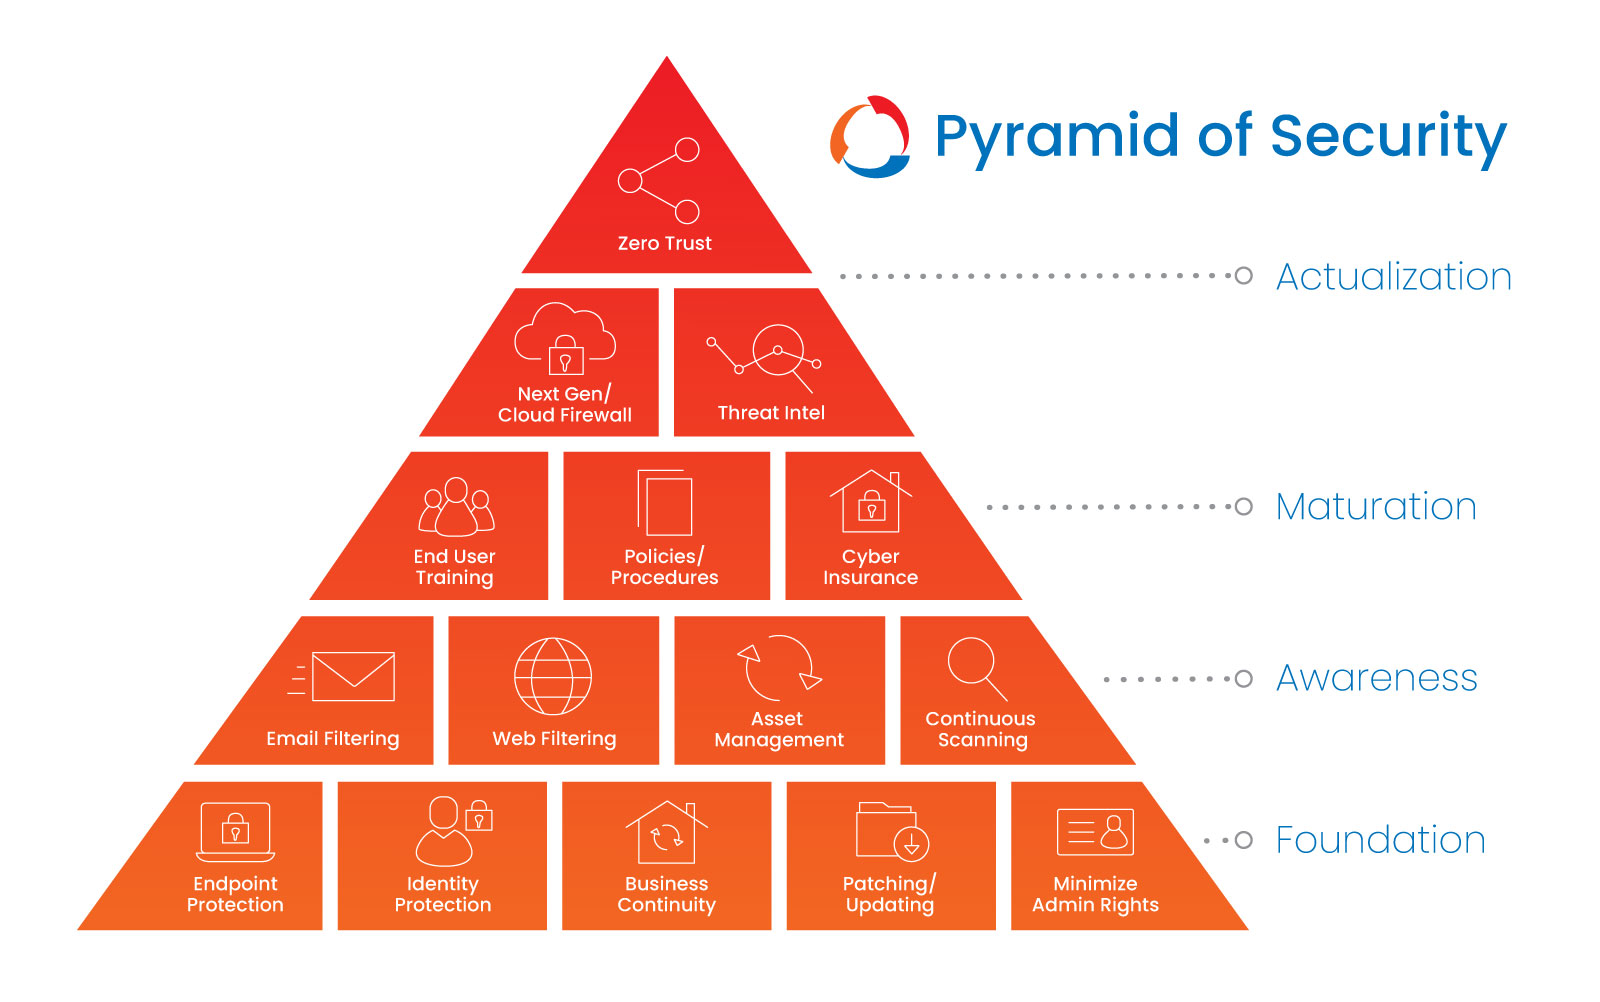 Pyramid of Security
Zero Trust
Actualization
Next Gen/
Cloud Firewall
Threat Intel
End User
Training
Policies/
Procedures
Cyber
Insurance
Maturation
Email Filtering
Web Filtering
Asset
Management
Continuous
Scanning
Awareness
Endpoint
Protection
Identity
Protection
Business
Continuity
Patching/
Updating
Minimize
Admin Rights
Foundation